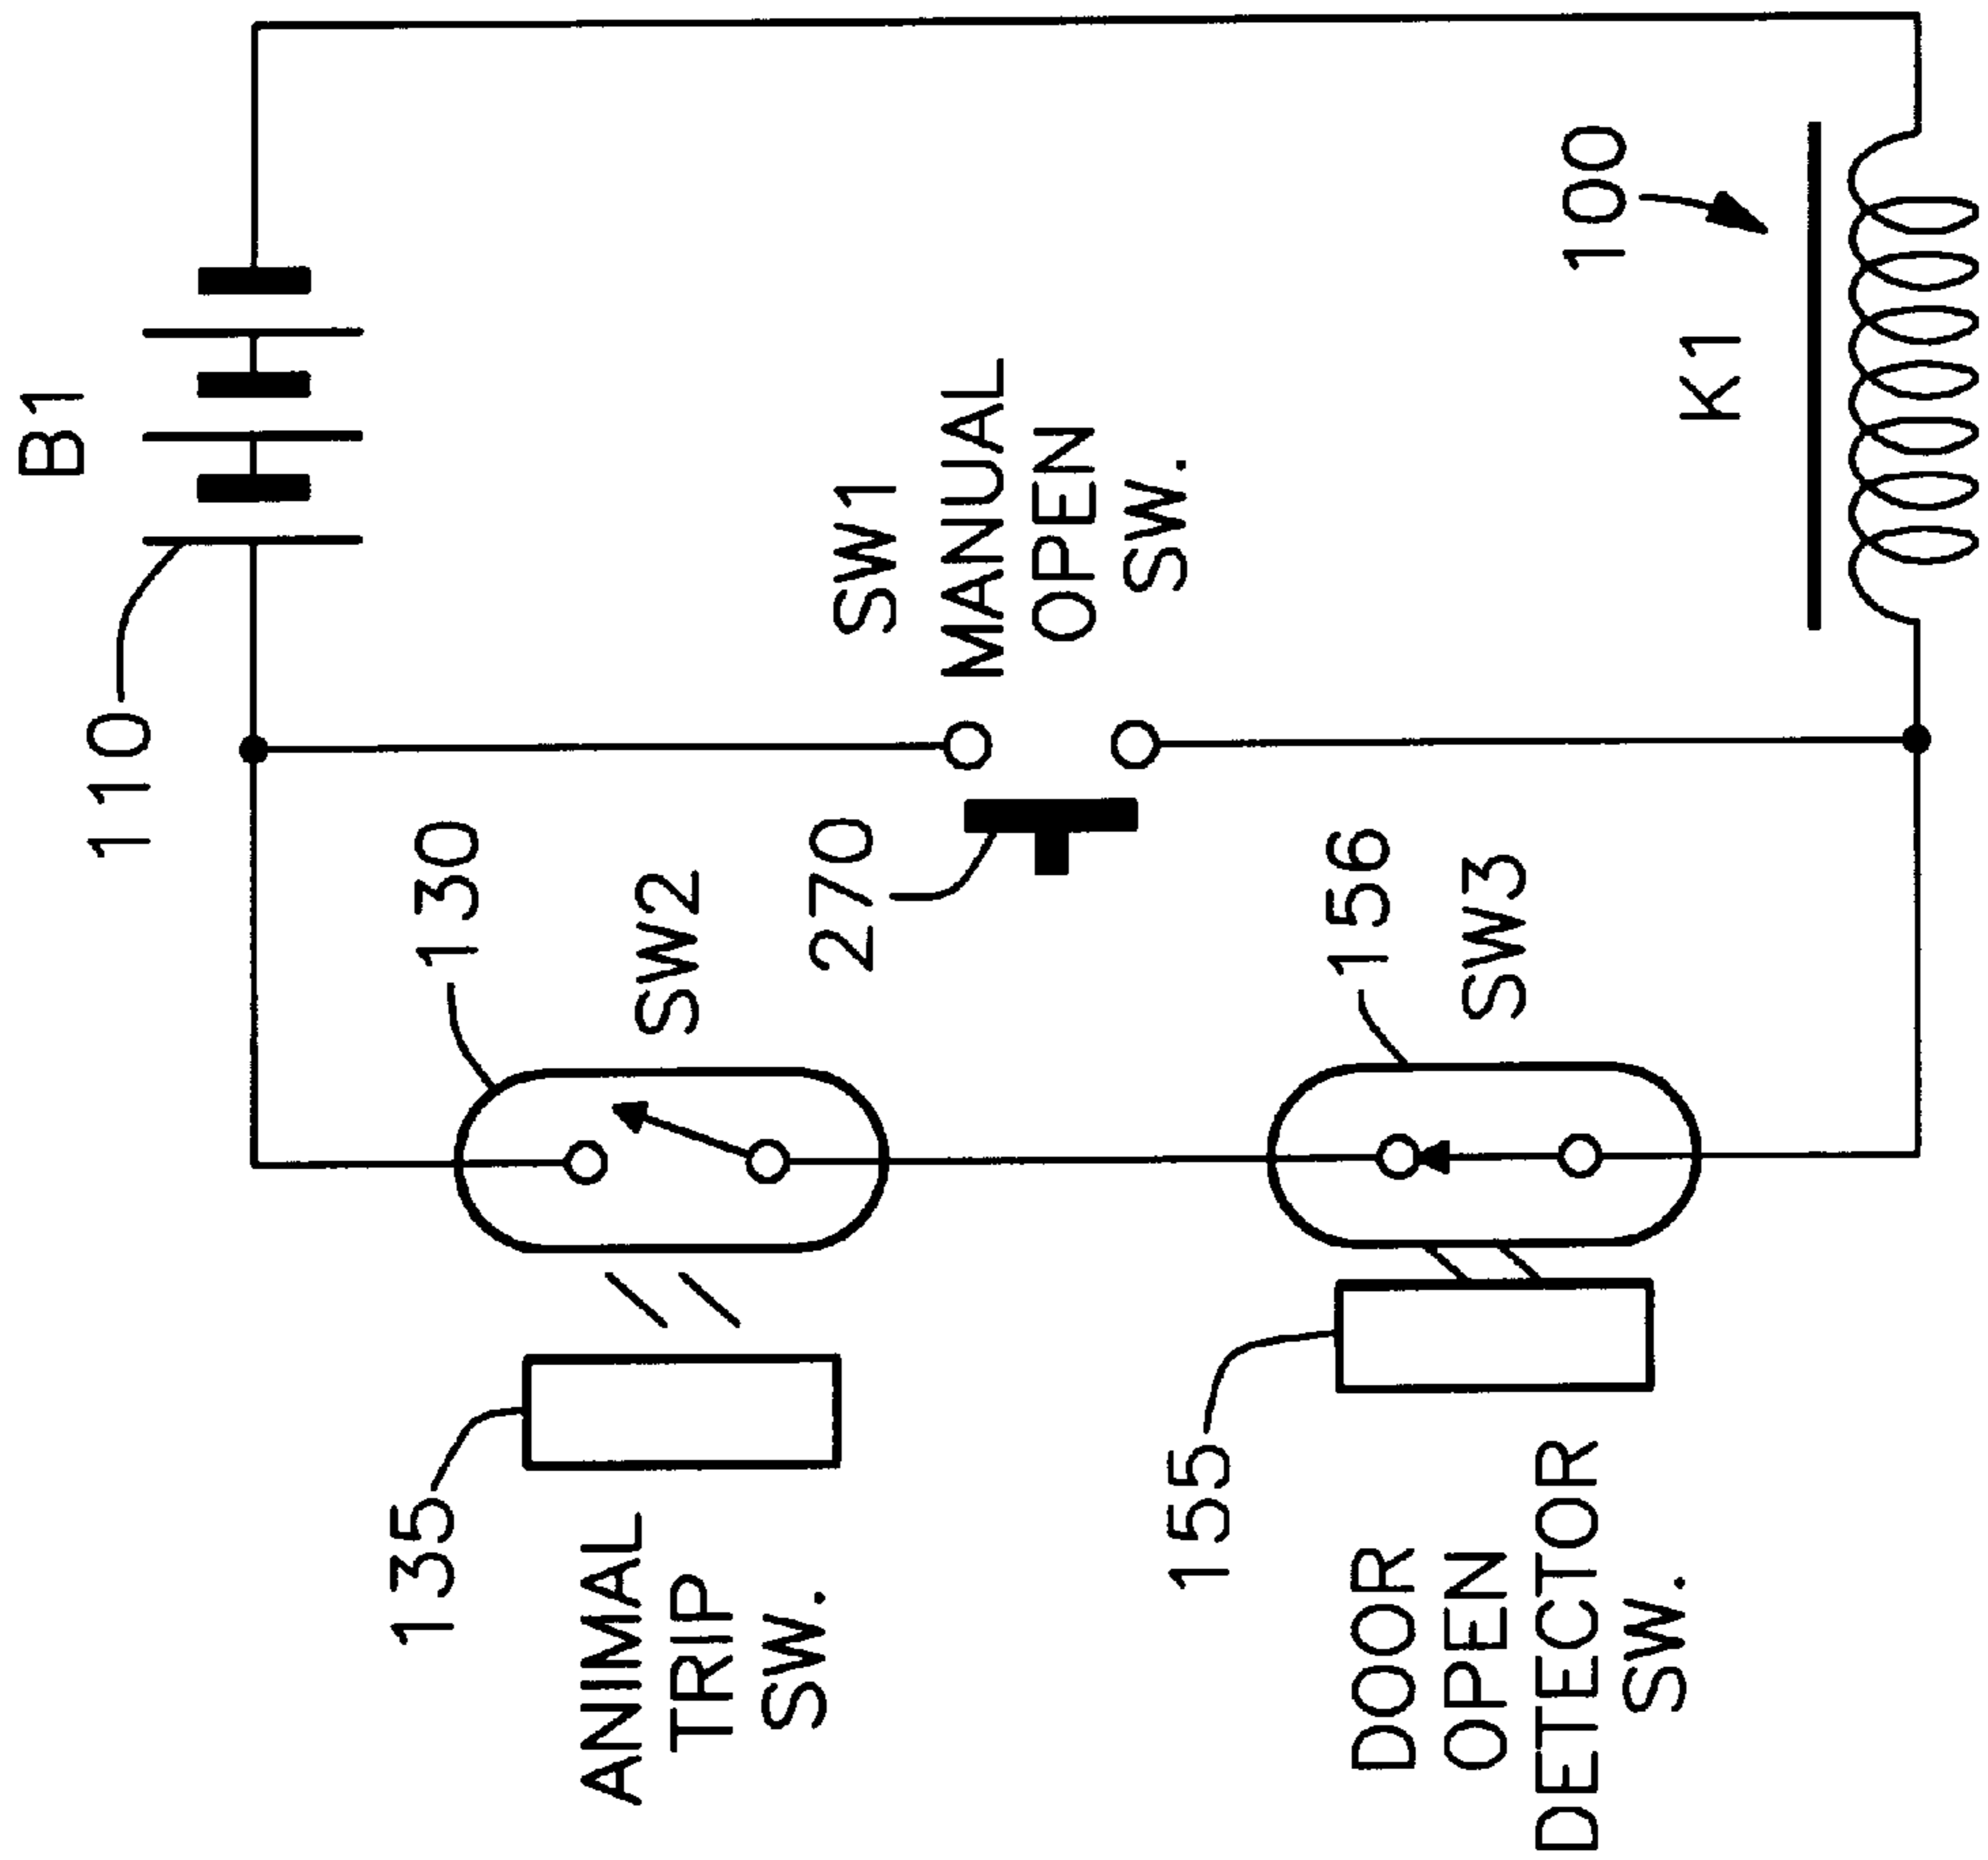 B1
110
130
SW2
SW1
MANUAL
OPEN
SW.
270
100
K1
156
SW3
135
ANIMAL
TRIP
SW.
155
DOOR
OPEN
DETECTOR
SW.